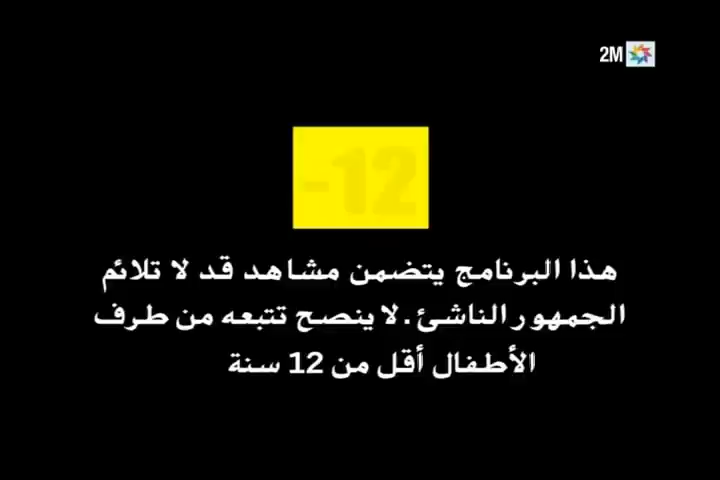 2M
-12
هذا البرنامج يتضمن مشاهد قد لا تلائم
الجمهور الناشئ.لا ينصح تتبعه من طرف
الأطفال أقل من 12 سنة